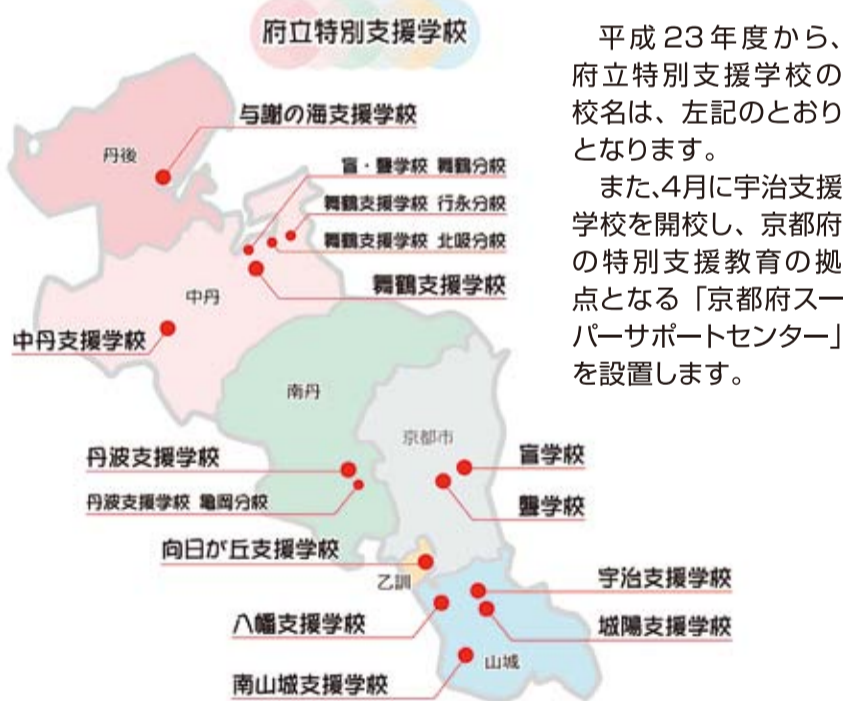 府立特別支援学校
平成23年度から、
府立特別支援学校の
校名は、左記のとおり
となります。
また、4月に宇治支援
学校を開校し、京都府
の特別支援教育の拠
点となる「京都府スー
パーサポートセンター」
を設置します。
与謝の海支援学校
丹後
盲・聾学校 舞鶴分校
舞鶴支援学校 行永分校
舞鶴支援学校 北吸分校
舞鶴支援学校
中丹
中丹支援学校
南丹
京都市
丹波支援学校
盲学校
丹波支援学校 亀岡分校
聾学校
向日が丘支援学校
乙訓
宇治支援学校
八幡支援学校
城陽支援学校
山城
南山城支援学校